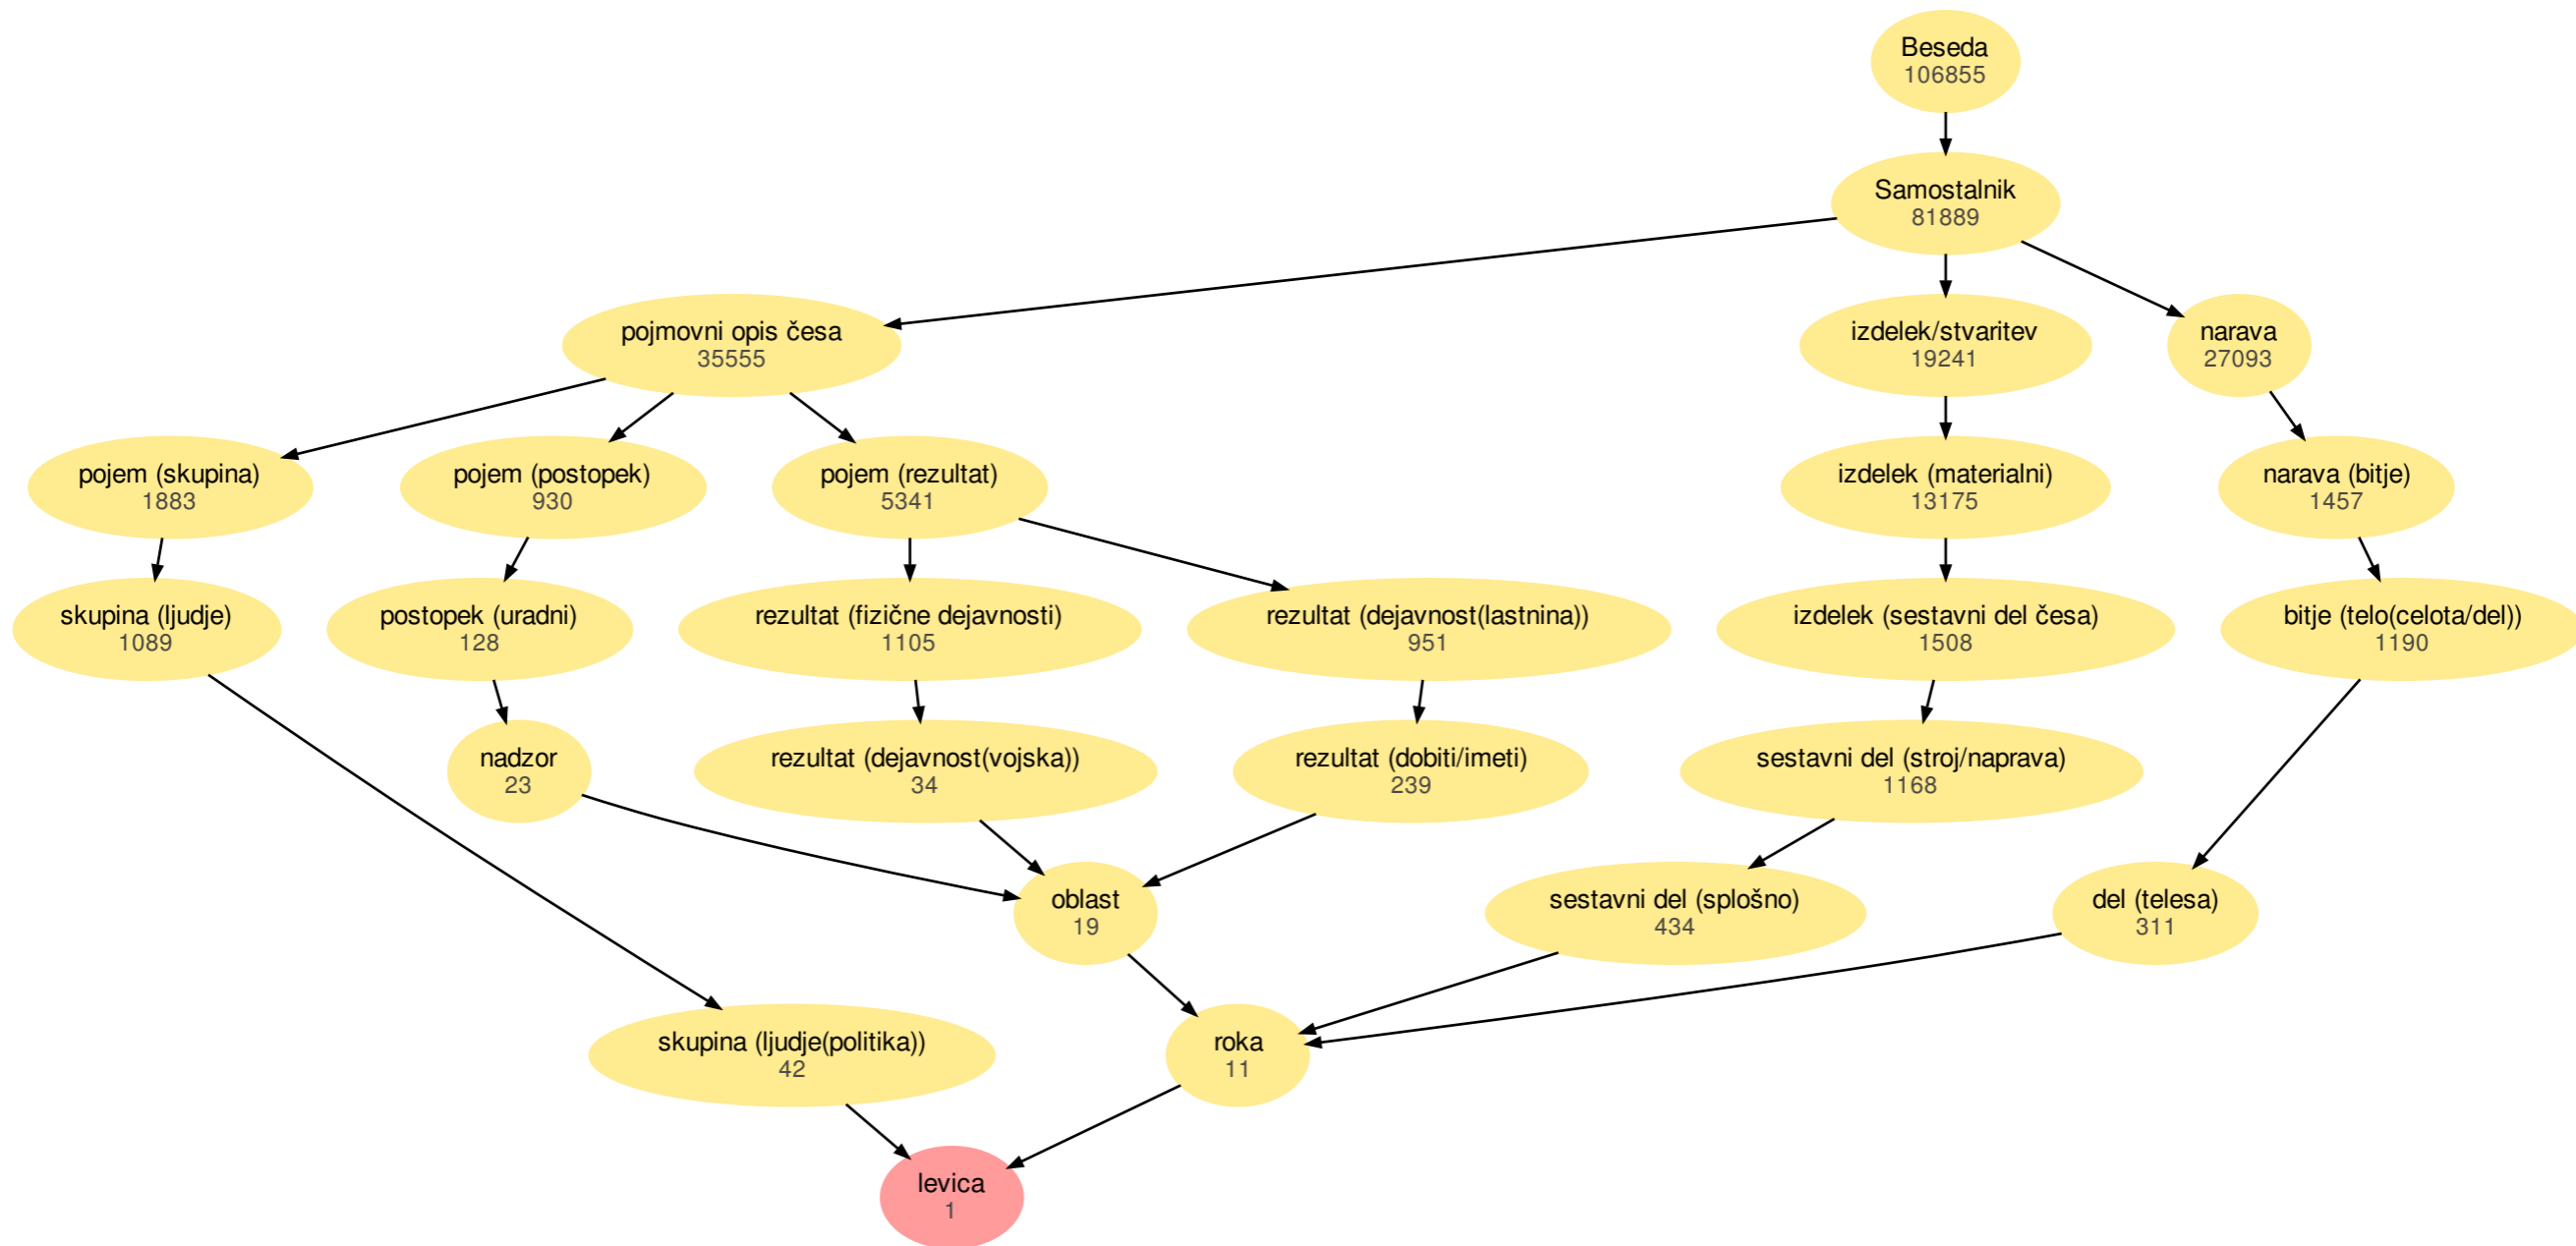 Beseda
106855
Samostalnik
81889
pojmovni opis česa
35555
izdelek/stvaritev
19241
narava
27093
pojem (skupina)
1883
pojem (postopek)
930
pojem (rezultat)
5341
izdelek (materialni)
13175
narava (bitje)
1457
skupina (ljudje)
1089
postopek (uradni)
128
rezultat (fizične dejavnosti)
1105
rezultat (dejavnost(lastnina))
951
izdelek (sestavni del česa)
1508
bitje (telo(celota/del))
1190
nadzor
23
rezultat (dejavnost(vojska))
34
rezultat (dobiti/imeti)
239
sestavni del (stroj/naprava)
1168
oblast
19
sestavni del (splošno)
434
del (telesa)
311
skupina (ljudje(politika))
42
roka
11
levica
1